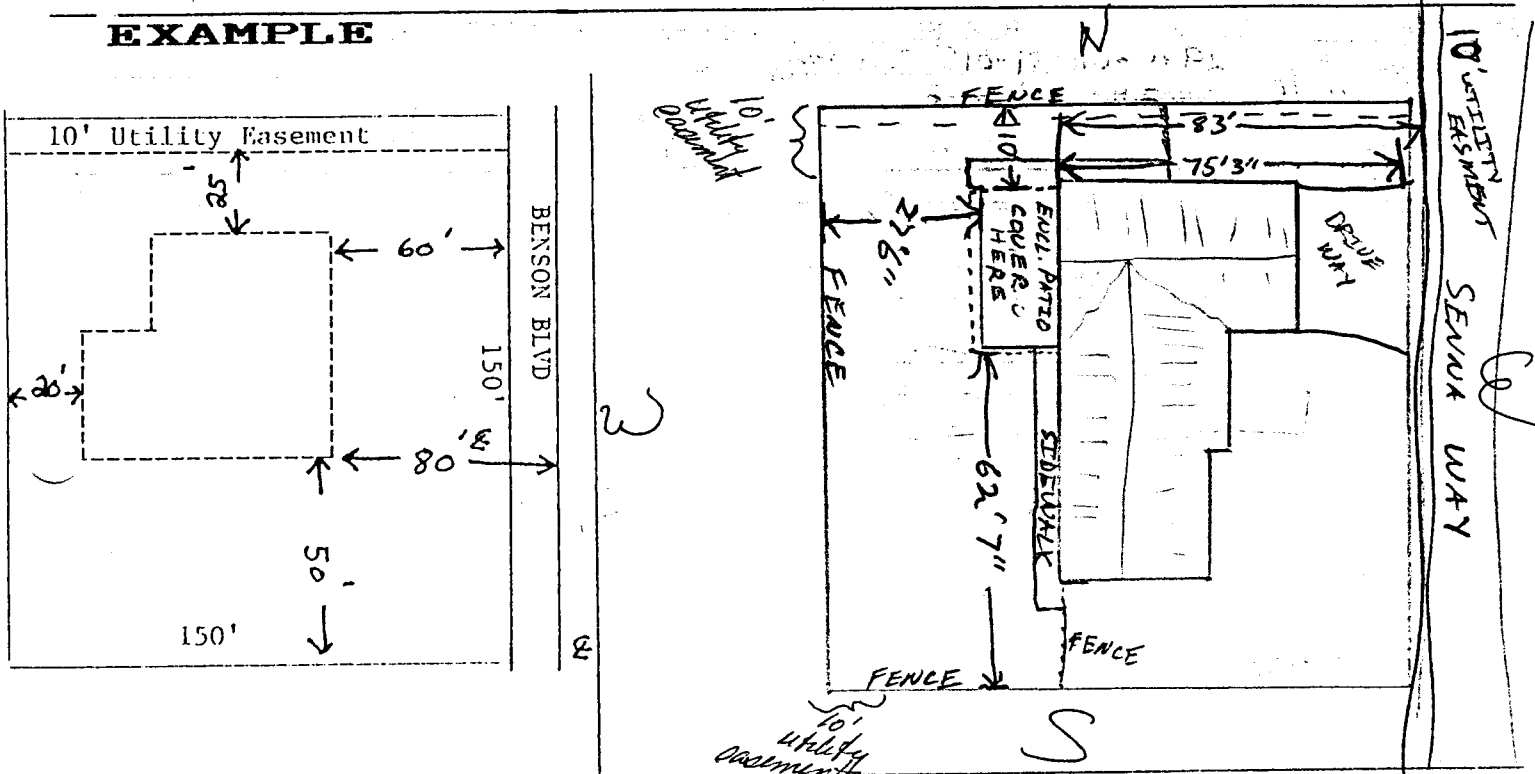 EXAMPLE
10' Utility Easement
25'
60'
BENSON BLVD
150'
20'
80'
℄
50'
150'
℄
N
10'
utility
easement
FENCE
10'
83'
75'3"
22'6"
ENCL. PATIO
COVER
HERE
DRIVE
WAY
FENCE
E
62'7"
SIDEWALK
FENCE
FENCE
10'
utility
easement
S
10' UTILITY
EASMENT
SENNA WAY
W